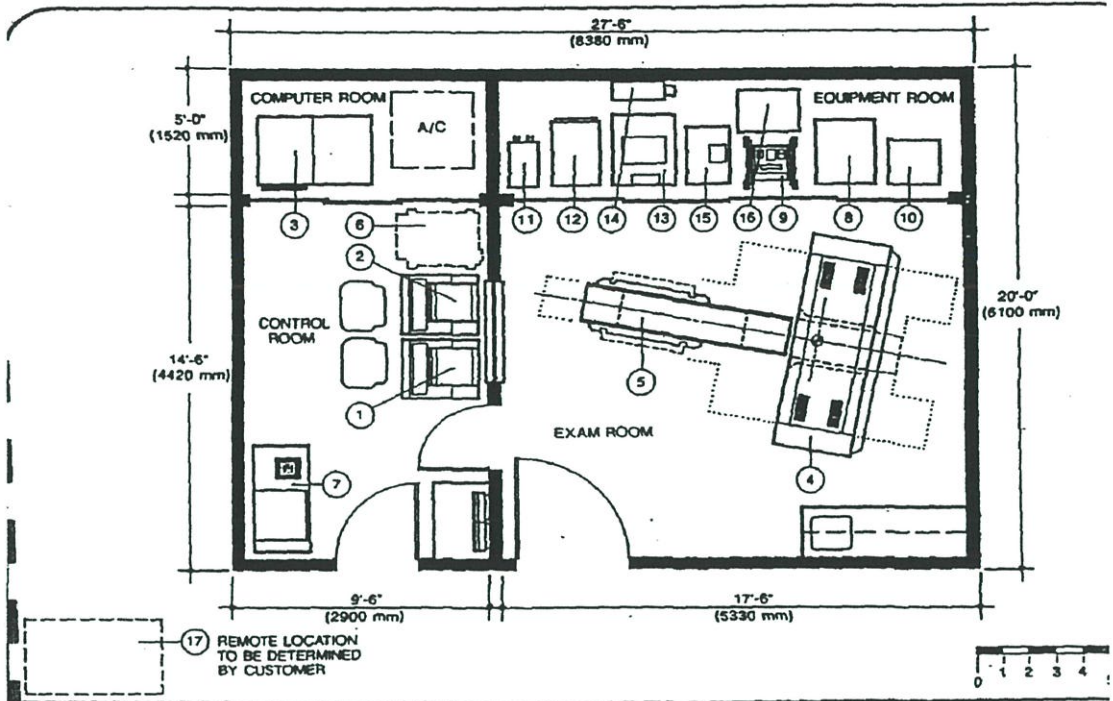 27'-6"
(8380 mm)
COMPUTER ROOM
A/C
EQUIPMENT ROOM
5'-0"
(1520 mm)
3
6
11
12
14
13
15
16
9
8
10
2
CONTROL
ROOM
14'-6"
(4420 mm)
20'-0"
(6100 mm)
5
1
EXAM ROOM
4
7
9'-6"
(2900 mm)
17'-6"
(5330 mm)
17
REMOTE LOCATION
TO BE DETERMINED
BY CUSTOMER
0 1 2 3 4